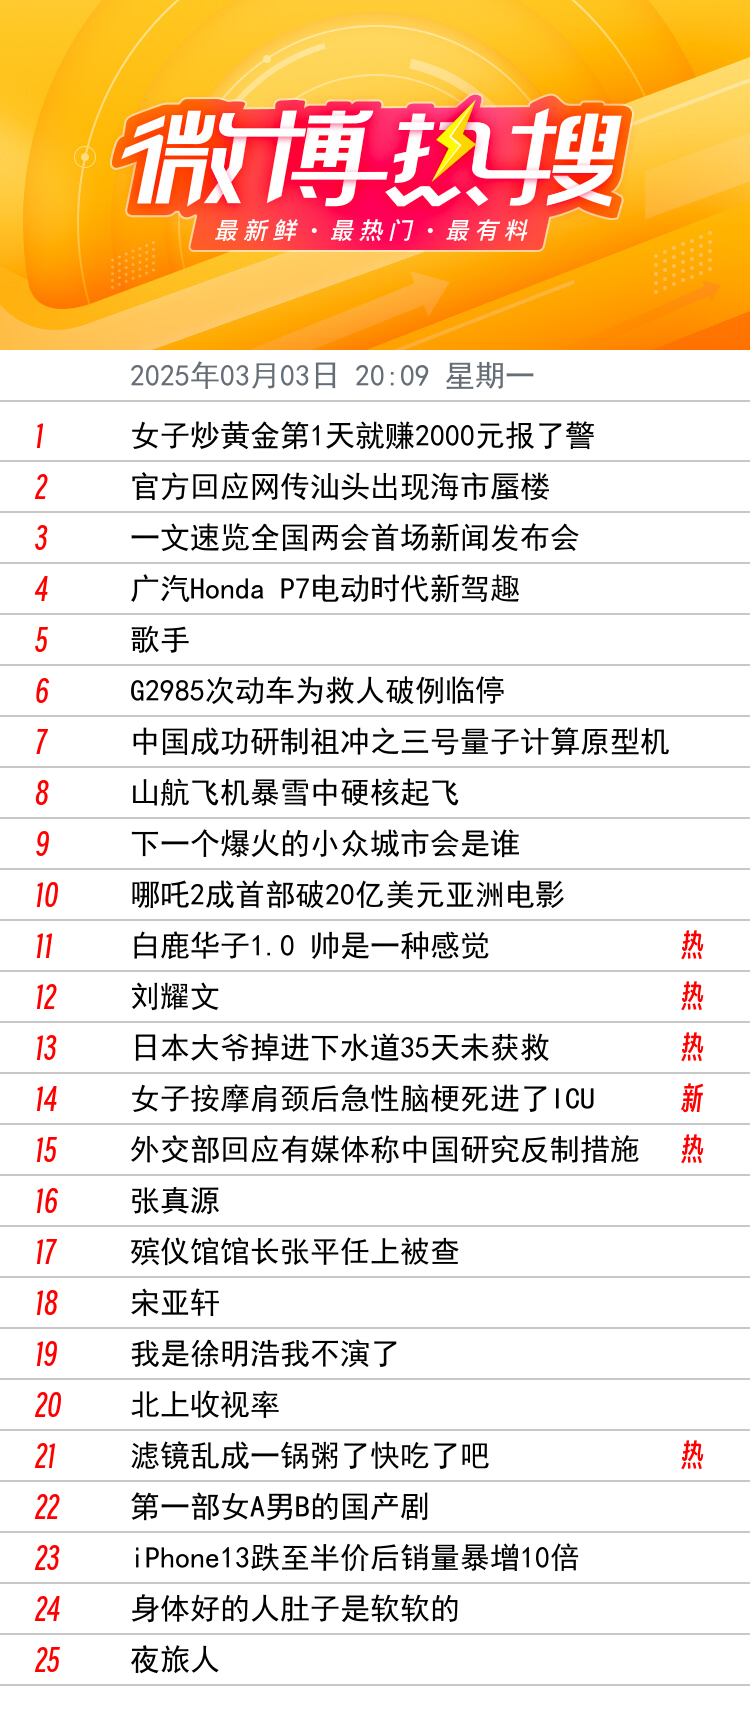 微博热搜
最新鲜·最热门·最有料
2025年03月03日 20:09 星期一
1 女子炒黄金第1天就赚2000元报了警
2 官方回应网传汕头出现海市蜃楼
3 一文速览全国两会首场新闻发布会
4 广汽Honda P7电动时代新驾趣
5 歌手
6 G2985次动车为救人破例临停
7 中国成功研制祖冲之三号量子计算原型机
8 山航飞机暴雪中硬核起飞
9 下一个爆火的小众城市会是谁
10 哪吒2成首部破20亿美元亚洲电影
11 白鹿华子1.0 帅是一种感觉 热
12 刘耀文 热
13 日本大爷掉进下水道35天未获救 热
14 女子按摩肩颈后急性脑梗死进了ICU 新
15 外交部回应有媒体称中国研究反制措施 热
16 张真源
17 殡仪馆馆长张平任上被查
18 宋亚轩
19 我是徐明浩我不演了
20 北上收视率
21 滤镜乱成一锅粥了快吃了吧 热
22 第一部女A男B的国产剧
23 iPhone13跌至半价后销量暴增10倍
24 身体好的人肚子是软软的
25 夜旅人